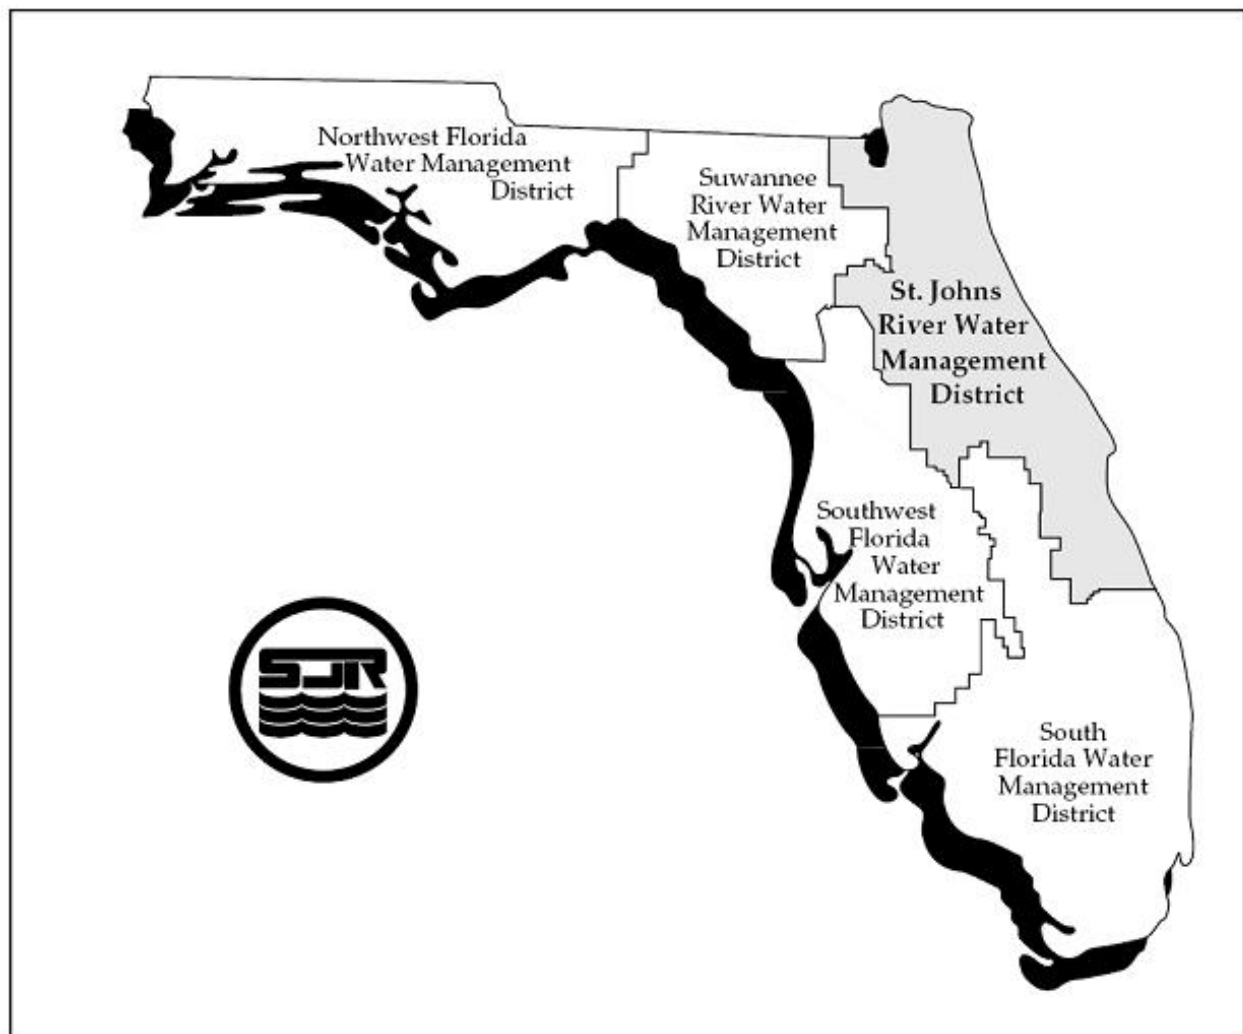 Northwest Florida
Water Management
District
Suwannee
River Water
Management
District
St. Johns
River Water
Management
District
Southwest
Florida
Water
Management
District
SJR
South
Florida Water
Management
District